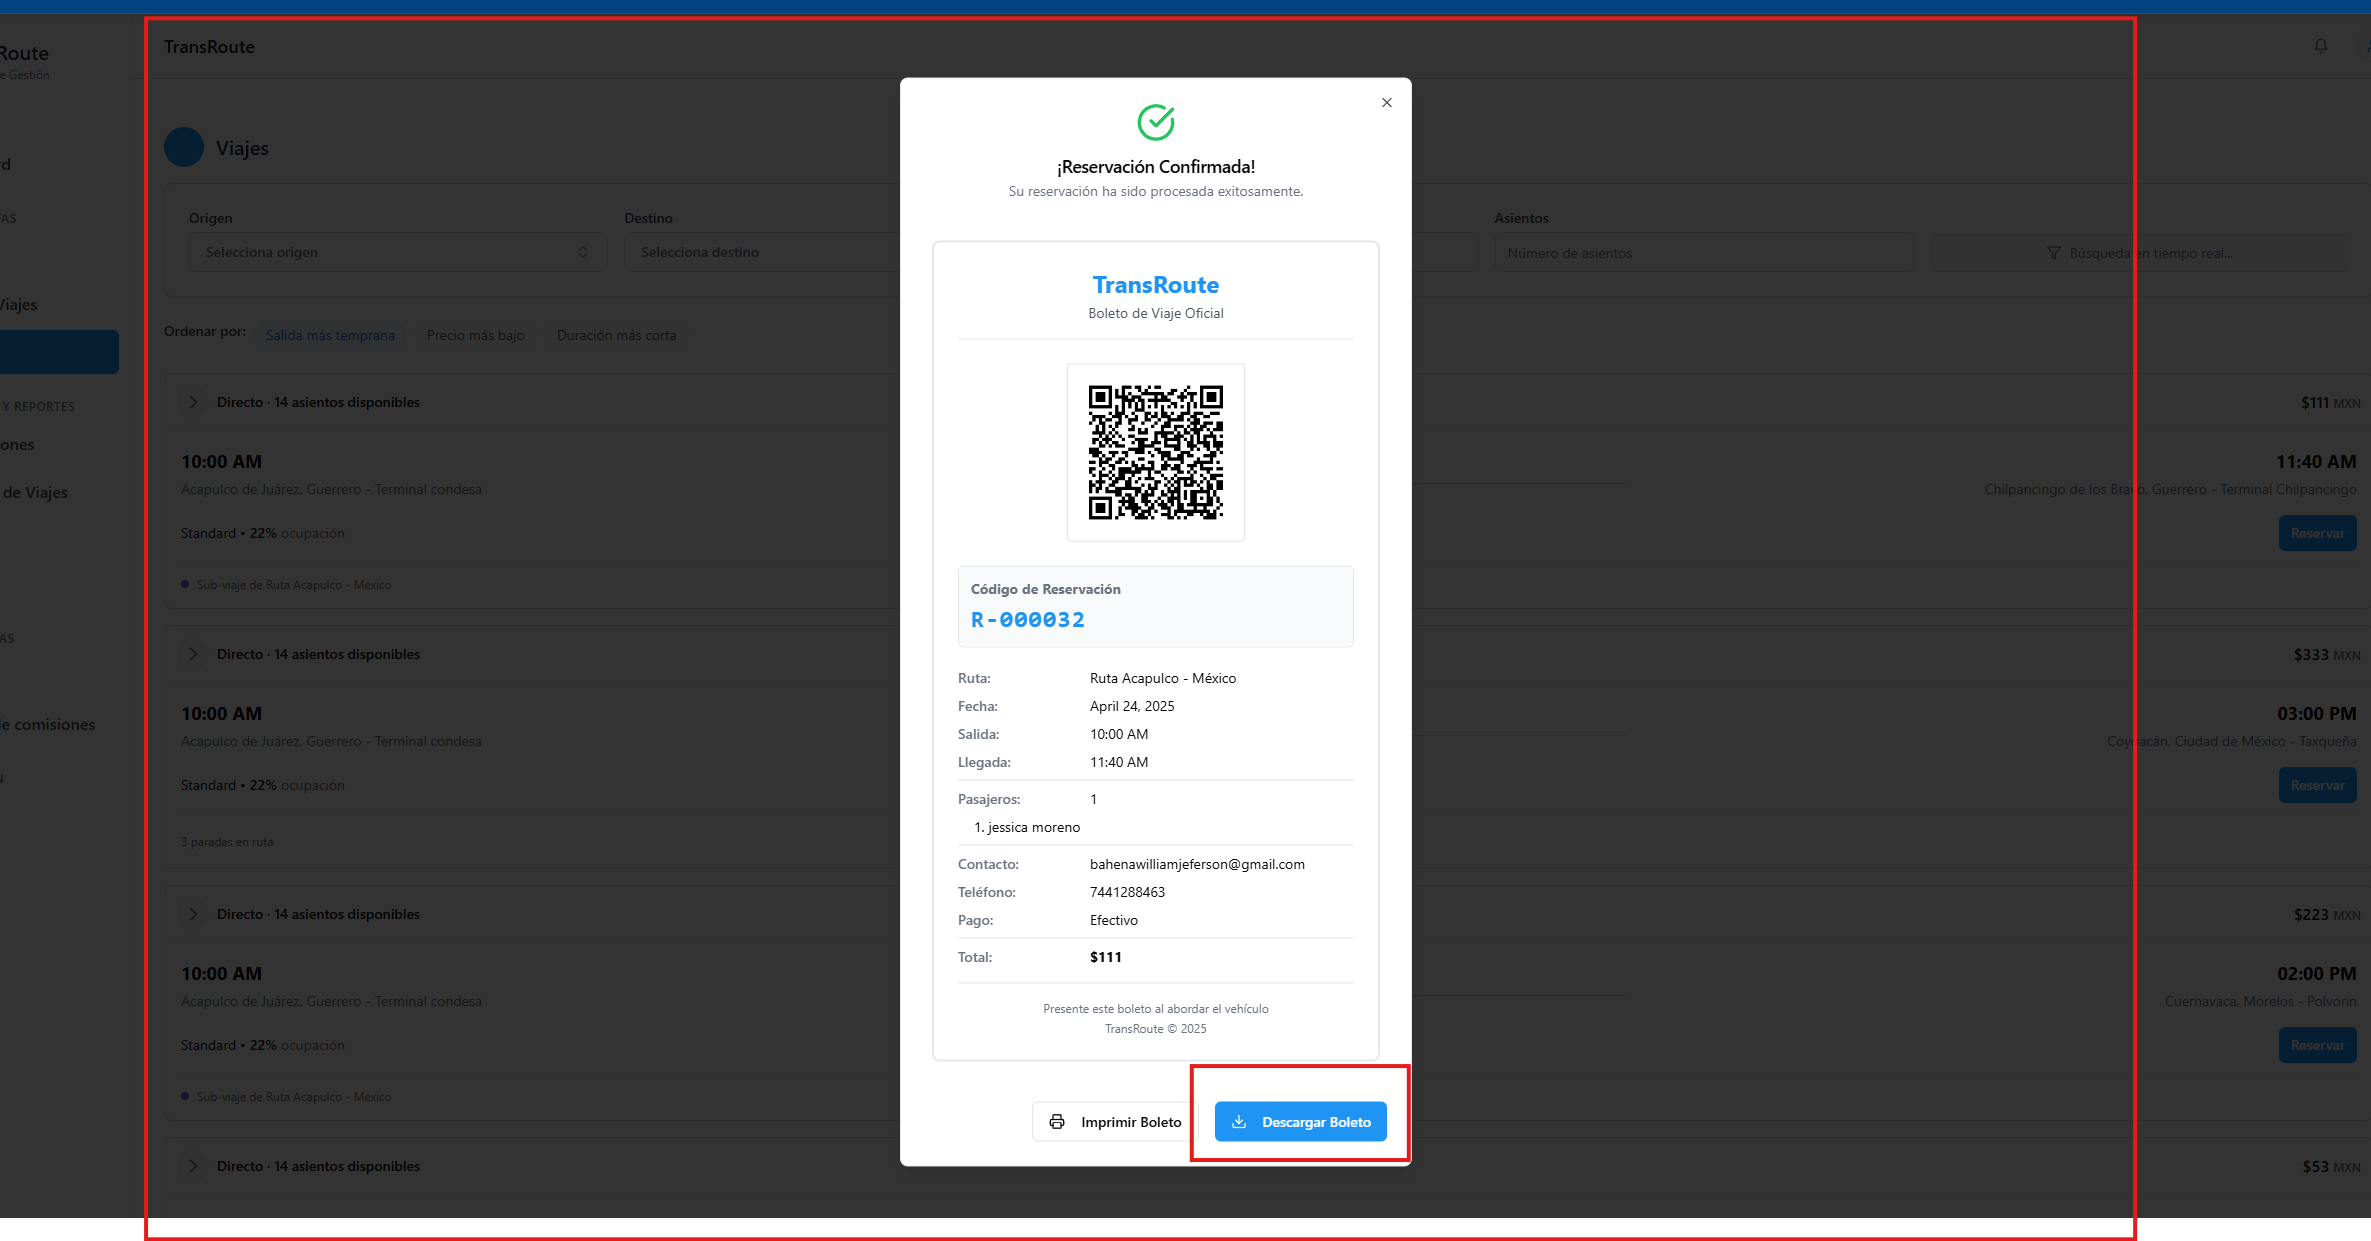 Route
e Gestión
TransRoute
rd
TAS
Viajes
Y REPORTES
ones
de Viajes
AS
e comisiones
Viajes
Origen
Destino
Asientos
Selecciona origen
Selecciona destino
Número de asientos
Búsqueda en tiempo real...
Ordenar por:
Salida más temprana
Precio más bajo
Duración más corta
Directo · 14 asientos disponibles
$111 MXN
10:00 AM
11:40 AM
Acapulco de Juárez, Guerrero - Terminal condesa
Chilpancingo de los Bravo, Guerrero - Terminal Chilpancingo
Standard • 22% ocupación
Reservar
Sub-viaje de Ruta Acapulco - México
Directo · 14 asientos disponibles
$333 MXN
10:00 AM
03:00 PM
Acapulco de Juárez, Guerrero - Terminal condesa
Coyoacán, Ciudad de México - Taxqueña
Standard • 22% ocupación
Reservar
3 paradas en ruta
Directo · 14 asientos disponibles
$223 MXN
10:00 AM
02:00 PM
Acapulco de Juárez, Guerrero - Terminal condesa
Cuernavaca, Morelos - Polvorin
Standard • 22% ocupación
Reservar
Sub-viaje de Ruta Acapulco - México
Directo · 14 asientos disponibles
$53 MXN
¡Reservación Confirmada!
Su reservación ha sido procesada exitosamente.
TransRoute
Boleto de Viaje Oficial
Código de Reservación
R-000032
Ruta: Ruta Acapulco - México
Fecha: April 24, 2025
Salida: 10:00 AM
Llegada: 11:40 AM
Pasajeros: 1
1. jessica moreno
Contacto: bahenawilliamjeferson@gmail.com
Teléfono: 7441288463
Pago: Efectivo
Total: $111
Presente este boleto al abordar el vehículo
TransRoute © 2025
Imprimir Boleto
Descargar Boleto